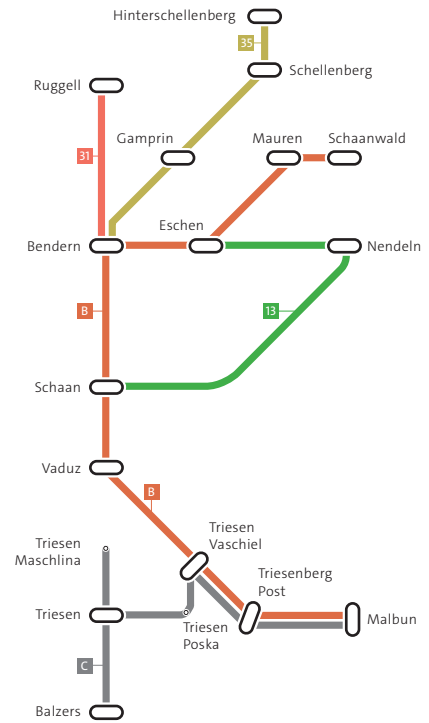 Hinterschellenberg
35
Schellenberg
Ruggell
Gamprin
Mauren
Schaanwald
31
Eschen
Bendern
Nendeln
B
13
Schaan
Vaduz
B
Triesen
Vaschiel
Triesen
Maschlina
Triesenberg
Post
Triesen
Malbun
Triesen
Poska
C
Balzers